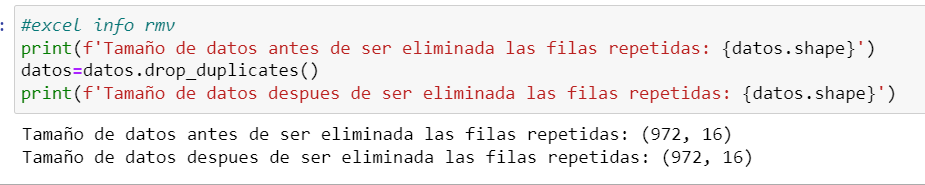 :
#excel info rmv
print(f'Tamaño de datos antes de ser eliminada las filas repetidas: {datos.shape}')
datos=datos.drop_duplicates()
print(f'Tamaño de datos despues de ser eliminada las filas repetidas: {datos.shape}')
Tamaño de datos antes de ser eliminada las filas repetidas: (972, 16)
Tamaño de datos despues de ser eliminada las filas repetidas: (972, 16)